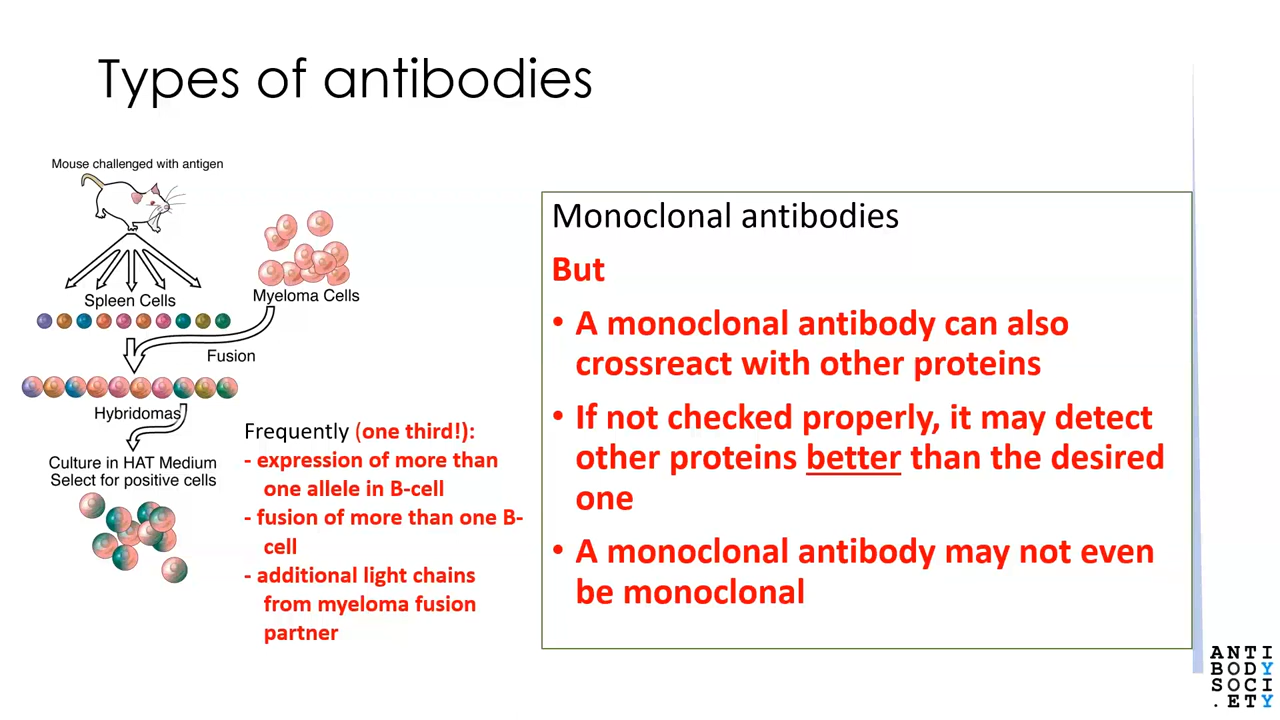 Types of antibodies
Mouse challenged with antigen
Spleen Cells
Myeloma Cells
Fusion
Hybridomas
Culture in HAT Medium
Select for positive cells
Frequently (one third!):
- expression of more than
one allele in B-cell
- fusion of more than one B-
cell
- additional light chains
from myeloma fusion
partner
Monoclonal antibodies
But
• A monoclonal antibody can also
crossreact with other proteins
• If not checked properly, it may detect
other proteins better than the desired
one
• A monoclonal antibody may not even
be monoclonal
ANTI
BODY
SOCI
.ETY